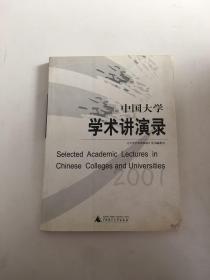 中国大学
学术讲演录
Selected Academic Lectures in
Chinese Colleges and Universities
2001